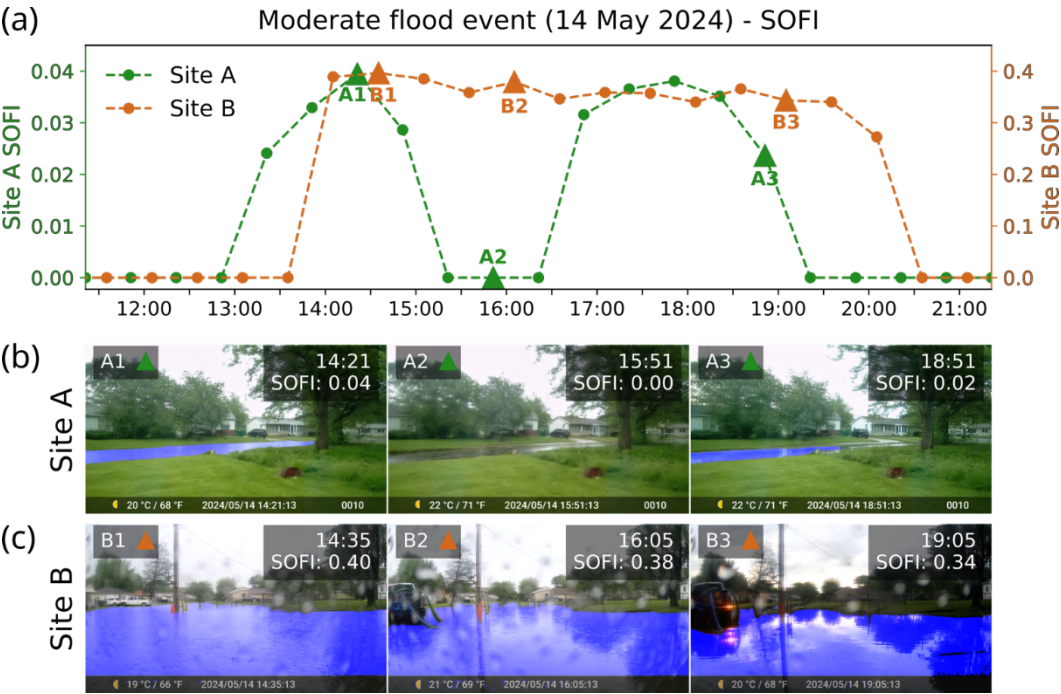 (a)
Moderate flood event (14 May 2024) - SOFI
Site A SOFI
0.04
0.03
0.02
0.01
0.00
Site A
Site B
A1
B1
A2
B2
A3
B3
0.4
0.3
0.2
0.1
0.0
Site B SOFI
12:00 13:00 14:00 15:00 16:00 17:00 18:00 19:00 20:00 21:00
(b)
Site A
A1
14:21
SOFI: 0.04
20 °C / 68 °F 2024/05/14 14:21:13 0010
A2
15:51
SOFI: 0.00
22 °C / 71 °F 2024/05/14 15:51:13 0010
A3
18:51
SOFI: 0.02
22 °C / 71 °F 2024/05/14 18:51:13 0010
(c)
Site B
B1
14:35
SOFI: 0.40
19 °C / 66 °F 2024/05/14 14:35:13
B2
16:05
SOFI: 0.38
21 °C / 69 °F 2024/05/14 16:05:13
B3
19:05
SOFI: 0.34
20 °C / 68 °F 2024/05/14 19:05:13